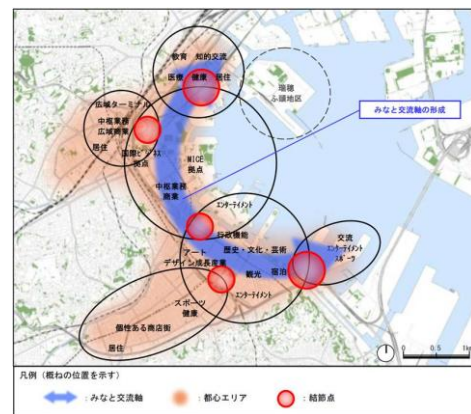 教育 知的交流
医療 健康 居住
瑞穂
ふ頭地区
広域ターミナル
中枢業務
広域商業
居住
国際ビジネス
拠点
みなと交流軸の形成
MICE
拠点
中枢業務
商業
エンターテイメント
行政機能
アート
デザイン成長産業
歴史・文化・芸術
交流
エンターテイメント
スポーツ
観光
宿泊
エンターテイメント
スポーツ
健康
個性ある商店街
居住
0 0.5 1k
凡例(概ねの位置を示す)
:みなと交流軸
:都心エリア
:結節点